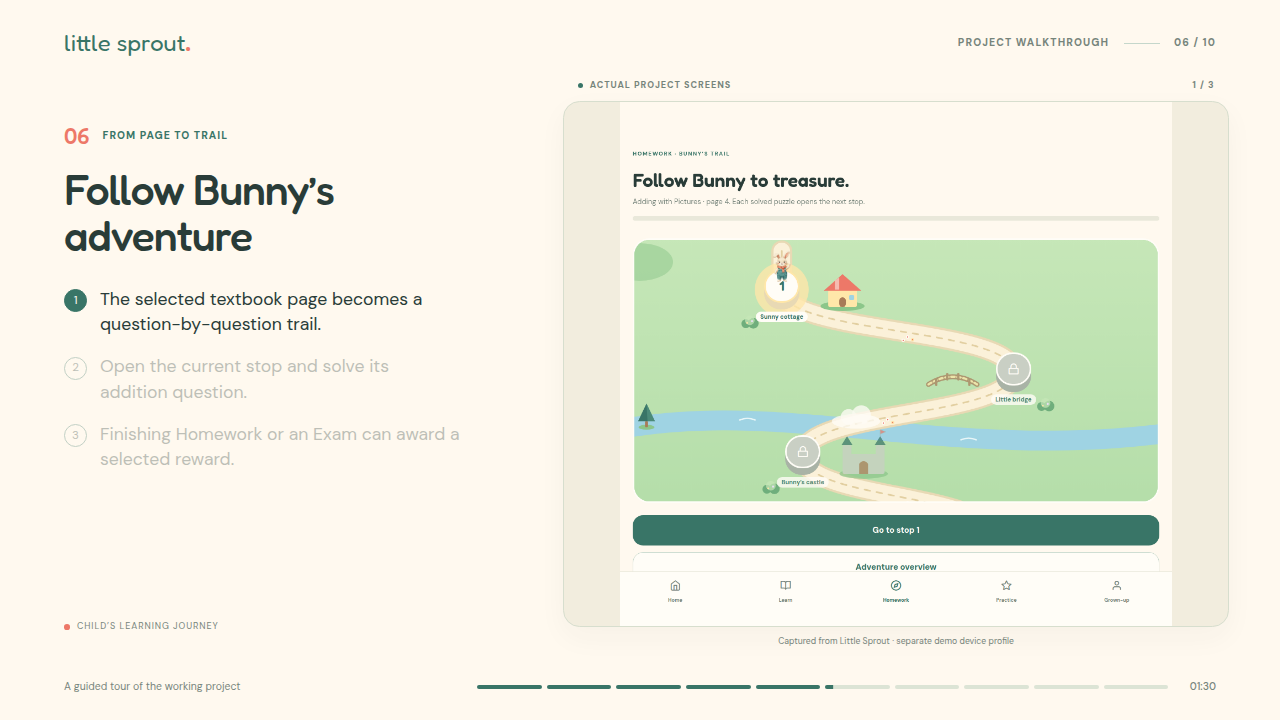 little sprout.
PROJECT WALKTHROUGH
06 / 10
ACTUAL PROJECT SCREENS
1 / 3
06
FROM PAGE TO TRAIL
Follow Bunny's
adventure
1
The selected textbook page becomes a
question-by-question trail.
2
Open the current stop and solve its
addition question.
3
Finishing Homework or an Exam can award a
selected reward.
HOMEWORK · BUNNY'S TRAIL
Follow Bunny to treasure.
Adding with Pictures · page 4. Each solved puzzle opens the next stop.
1
Sunny cottage
Little bridge
Bunny's castle
Go to stop 1
Adventure overview
Home
Learn
Homework
Practice
Grown-up
CHILD'S LEARNING JOURNEY
Captured from Little Sprout · separate demo device profile
A guided tour of the working project
01:30